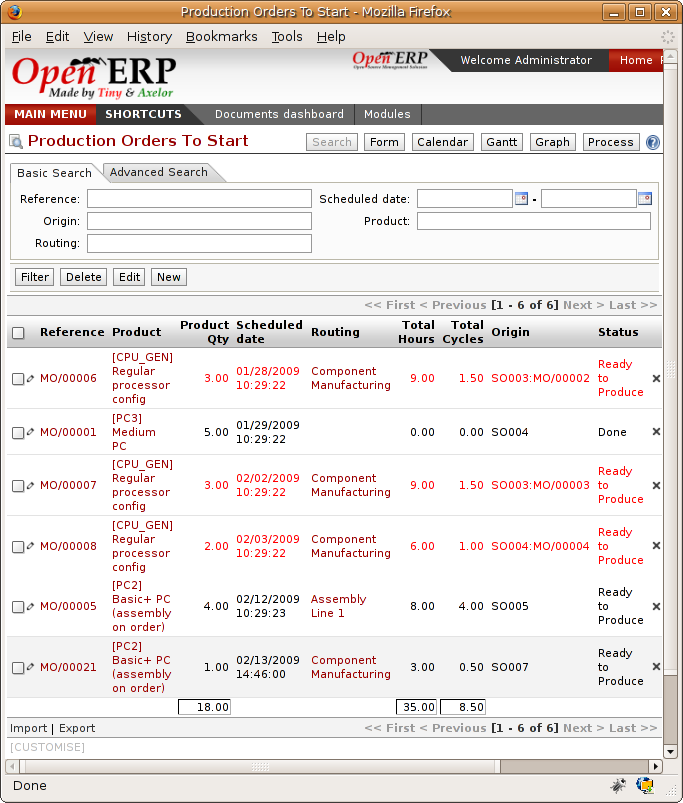 Production Orders To Start - Mozilla Firefox
File Edit View History Bookmarks Tools Help
Open ERP
Made by Tiny & Axelor
Open ERP
Open Source Management Solution
Welcome Administrator
Home
MAIN MENU SHORTCUTS Documents dashboard Modules
Production Orders To Start Search Form Calendar Gantt Graph Process ?
Basic Search Advanced Search
Reference: Scheduled date: -
Origin: Product:
Routing:
Filter Delete Edit New
<< First < Previous [1 - 6 of 6] Next > Last >>
Reference Product Product Qty Scheduled date Routing Total Hours Total Cycles Origin Status
MO/00006 [CPU_GEN] Regular processor config 3.00 01/28/2009 10:29:22 Component Manufacturing 9.00 1.50 SO003:MO/00002 Ready to Produce
MO/00001 [PC3] Medium PC 5.00 01/29/2009 10:29:22 0.00 0.00 SO004 Done
MO/00007 [CPU_GEN] Regular processor config 3.00 02/02/2009 10:29:22 Component Manufacturing 9.00 1.50 SO003:MO/00003 Ready to Produce
MO/00008 [CPU_GEN] Regular processor config 2.00 02/03/2009 10:29:22 Component Manufacturing 6.00 1.00 SO004:MO/00004 Ready to Produce
MO/00005 [PC2] Basic+ PC (assembly on order) 4.00 02/12/2009 10:29:23 Assembly Line 1 8.00 4.00 SO005 Ready to Produce
MO/00021 [PC2] Basic+ PC (assembly on order) 1.00 02/13/2009 14:46:00 Component Manufacturing 3.00 0.50 SO007 Ready to Produce
18.00 35.00 8.50
Import | Export << First < Previous [1 - 6 of 6] Next > Last >>
[CUSTOMISE]
Done